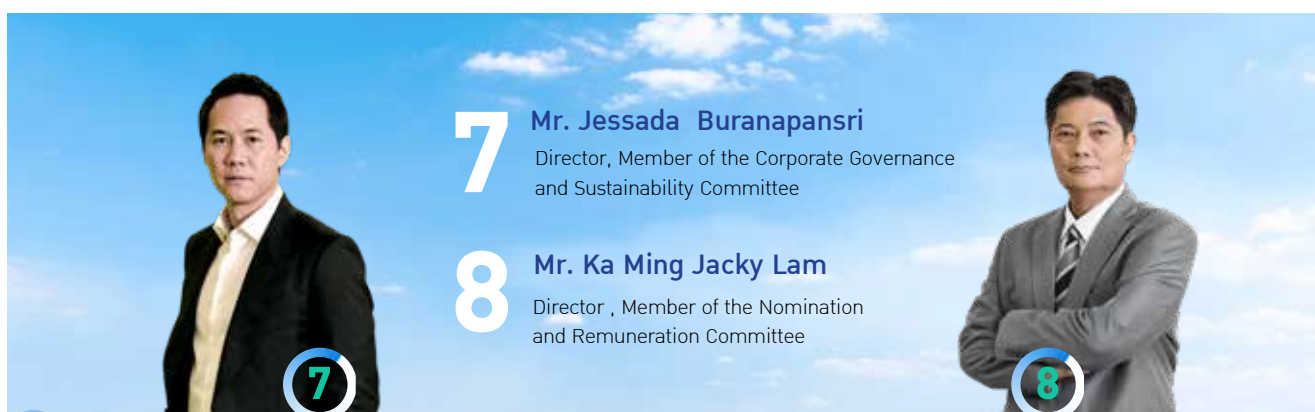 7
Mr. Jessada Buranapansri
Director, Member of the Corporate Governance
and Sustainability Committee
8
Mr. Ka Ming Jacky Lam
Director , Member of the Nomination
and Remuneration Committee
7
8